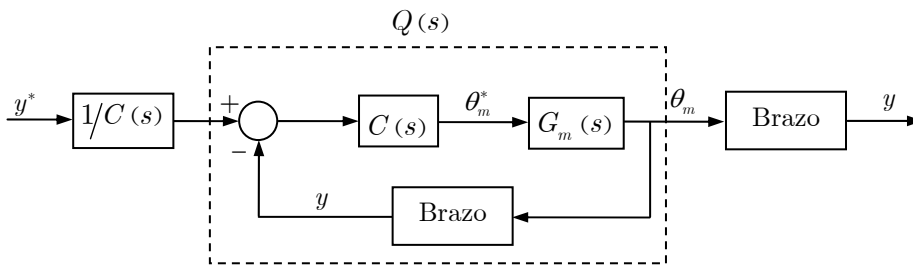 Q(s)
y*
1/C(s)
+
−
C(s)
θ*m
Gm(s)
θm
Brazo
y
y
Brazo